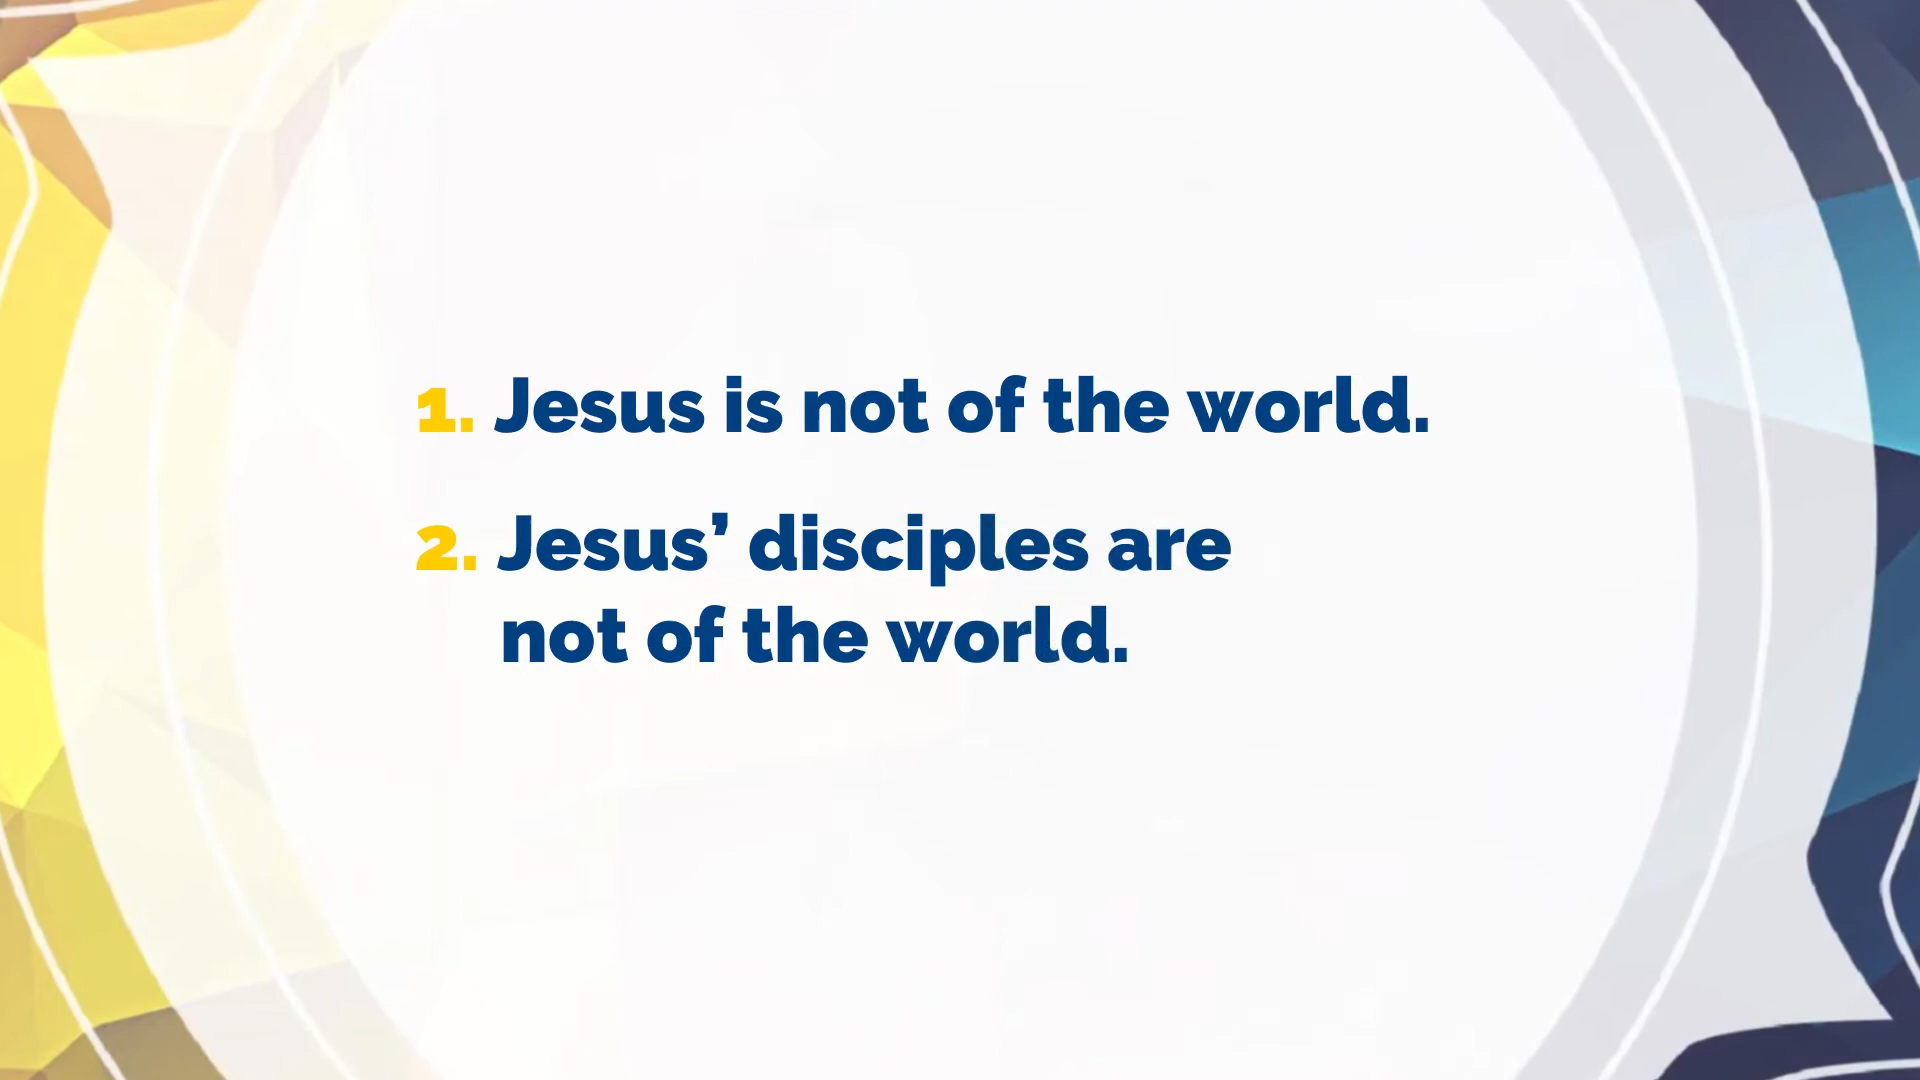 1. Jesus is not of the world.
2. Jesus’ disciples are
not of the world.